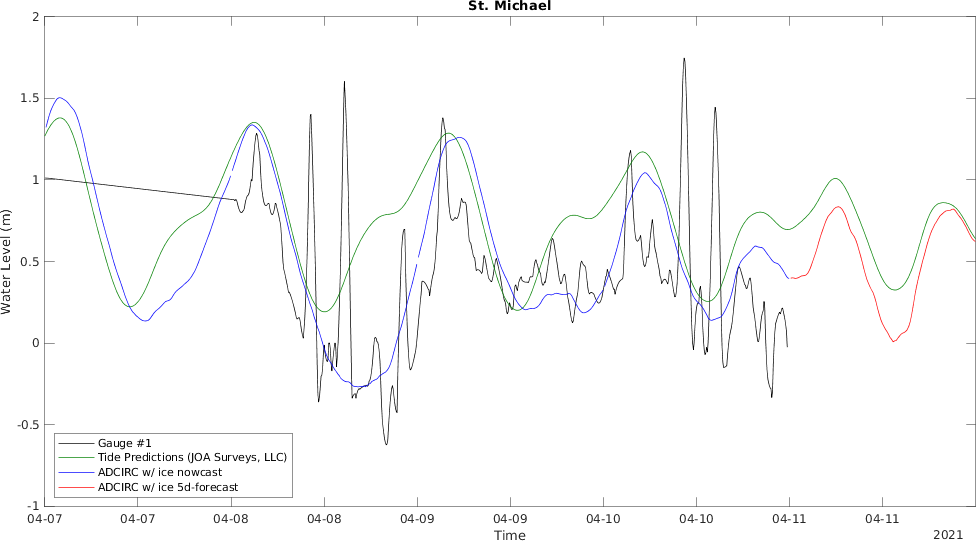 St. Michael
2
1.5
1
0.5
0
-0.5
-1
Water Level (m)
Gauge #1
Tide Predictions (JOA Surveys, LLC)
ADCIRC w/ ice nowcast
ADCIRC w/ ice 5d-forecast
04-07 04-07 04-08 04-08 04-09 04-09 04-10 04-10 04-11 04-11
Time
2021